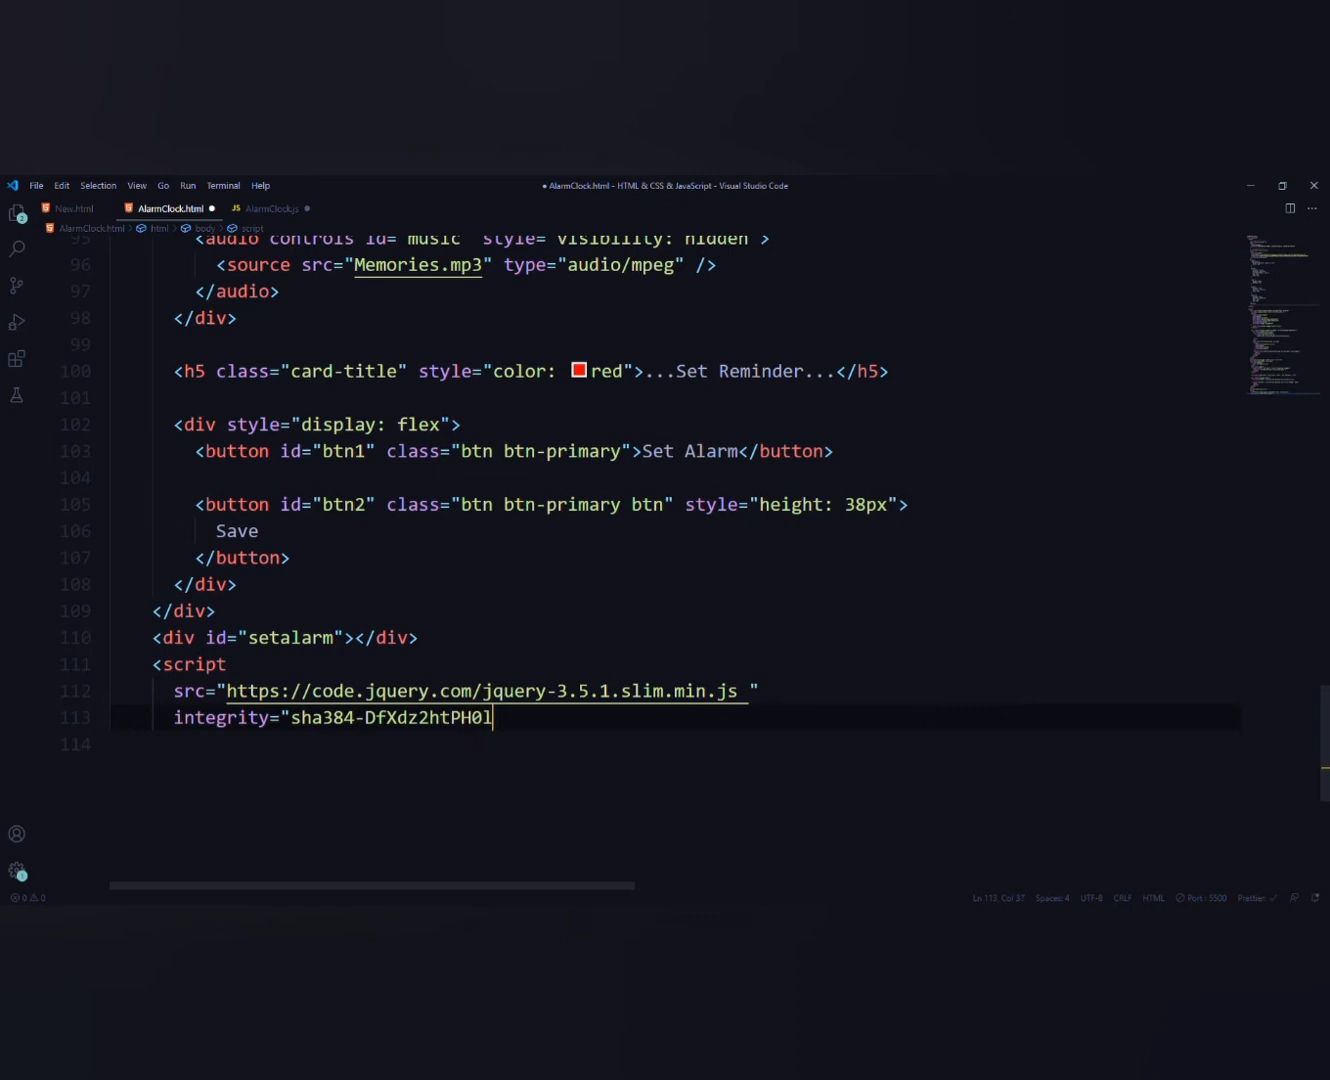 File Edit Selection View Go Run Terminal Help
● AlarmClock.html - HTML & CSS & JavaScript - Visual Studio Code
New.html AlarmClock.html ● JS AlarmClock.js ●
AlarmClock.html > html > body > script
95 <audio controls id="music" style="visibility: hidden">
96 <source src="Memories.mp3" type="audio/mpeg" />
97 </audio>
98 </div>
99
100 <h5 class="card-title" style="color: red">...Set Reminder...</h5>
101
102 <div style="display: flex">
103 <button id="btn1" class="btn btn-primary">Set Alarm</button>
104
105 <button id="btn2" class="btn btn-primary btn" style="height: 38px">
106 Save
107 </button>
108 </div>
109 </div>
110 <div id="setalarm"></div>
111 <script
112 src="https://code.jquery.com/jquery-3.5.1.slim.min.js "
113 integrity="sha384-DfXdz2htPH0l
114
0 0 Ln 113, Col 37 Spaces: 4 UTF-8 CRLF HTML Port : 5500 Prettier: ✓